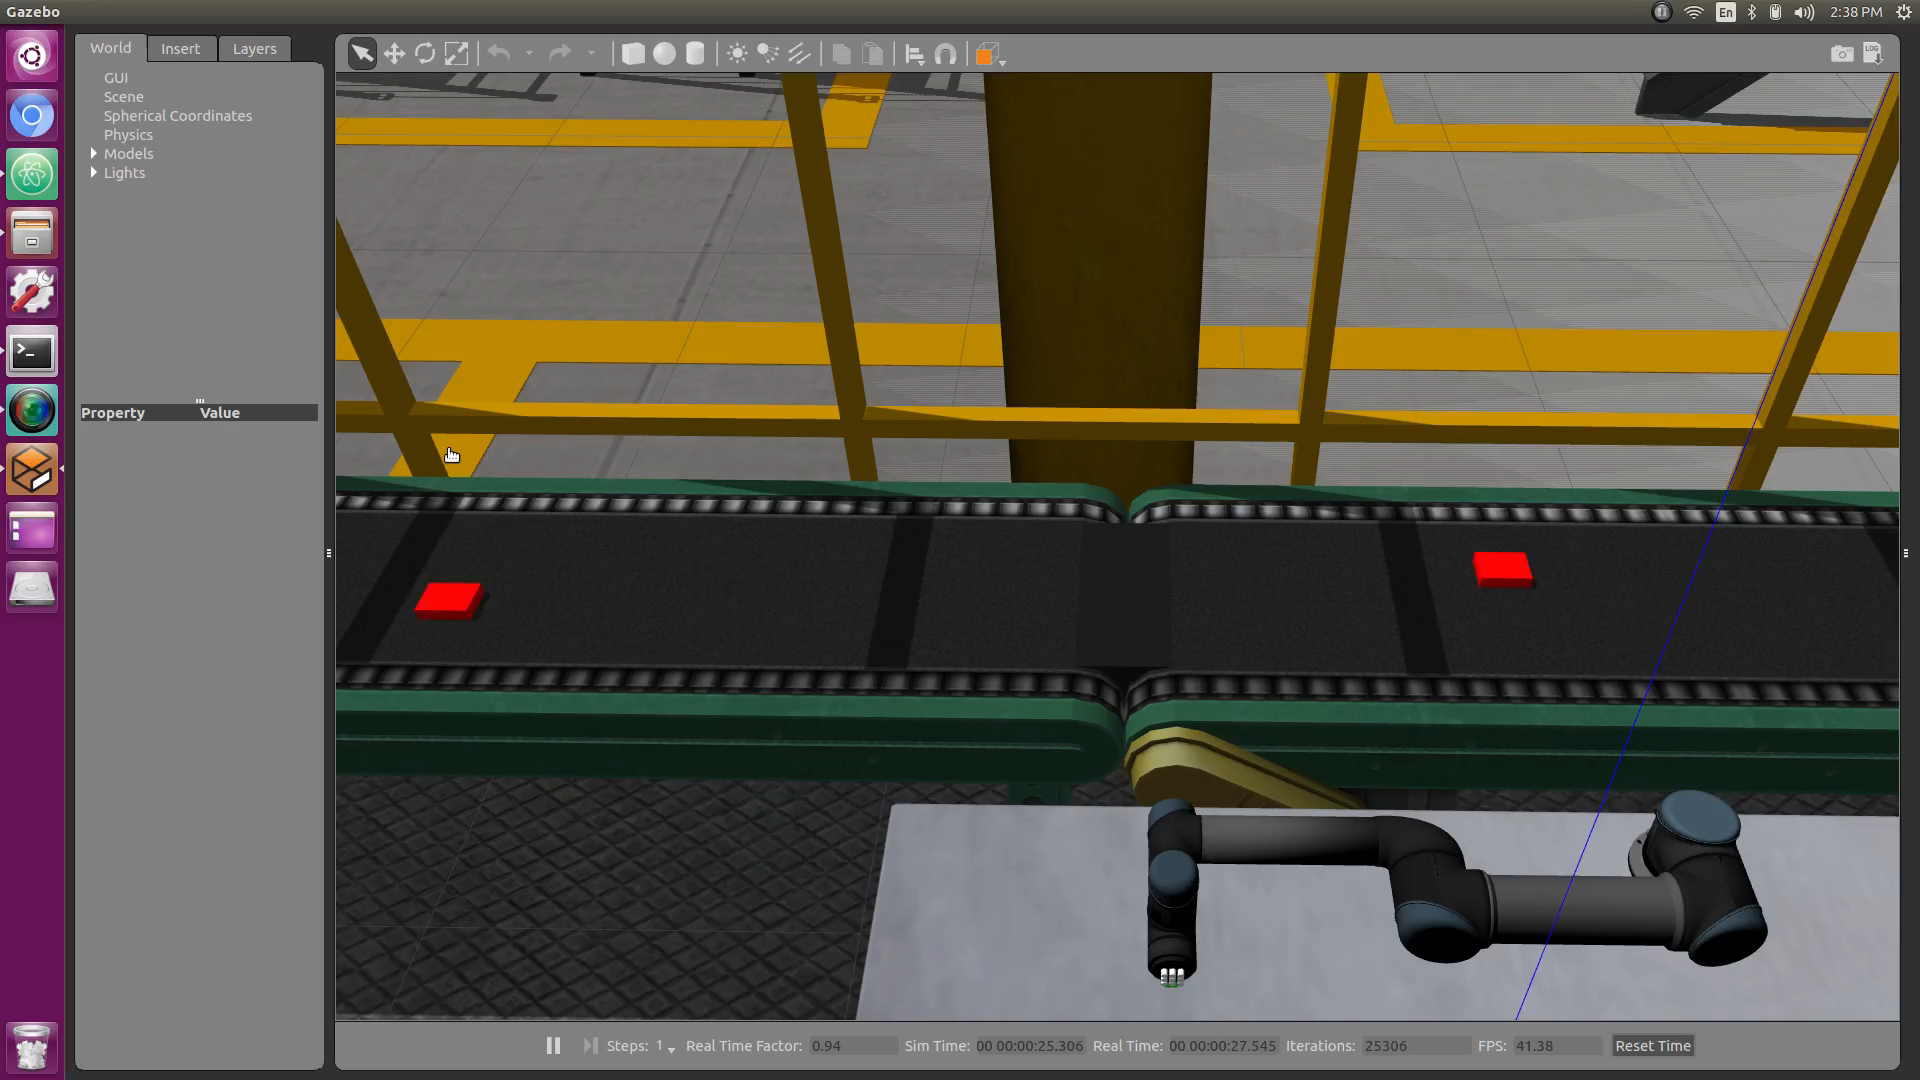 Gazebo
En
2:38 PM
World
Insert
Layers
GUI
Scene
Spherical Coordinates
Physics
Models
Lights
Property
Value
LOG
Steps: 1
Real Time Factor: 0.94
Sim Time: 00 00:00:25.306
Real Time: 00 00:00:27.545
Iterations: 25306
FPS: 41.38
Reset Time